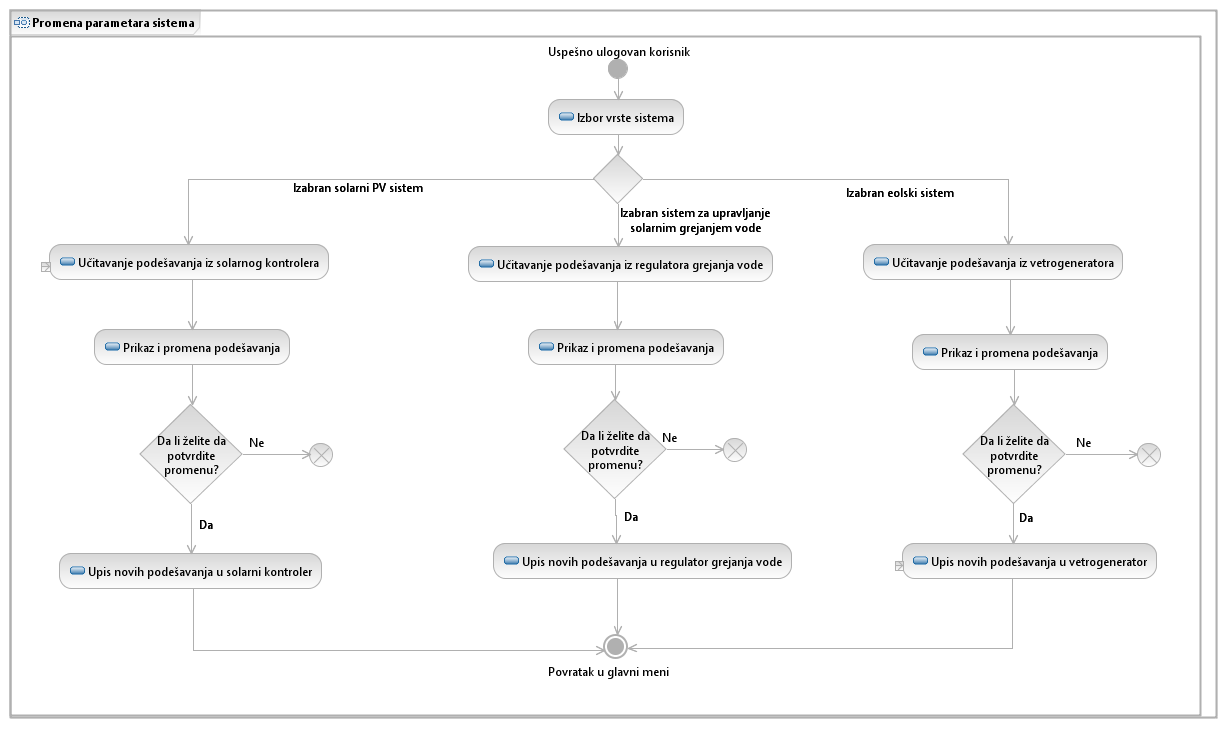 Promena parametara sistema
Uspešno ulogovan korisnik
Izbor vrste sistema
Izabran solarni PV sistem
Izabran sistem za upravljanje
solarnim grejanjem vode
Izabran eolski sistem
Učitavanje podešavanja iz solarnog kontrolera
Učitavanje podešavanja iz regulatora grejanja vode
Učitavanje podešavanja iz vetrogeneratora
Prikaz i promena podešavanja
Prikaz i promena podešavanja
Prikaz i promena podešavanja
Da li želite da
potvrdite
promenu?
Ne
Da li želite da
potvrdite
promenu?
Ne
Da li želite da
potvrdite
promenu?
Ne
Da
Da
Da
Upis novih podešavanja u solarni kontroler
Upis novih podešavanja u regulator grejanja vode
Upis novih podešavanja u vetrogenerator
Povratak u glavni meni